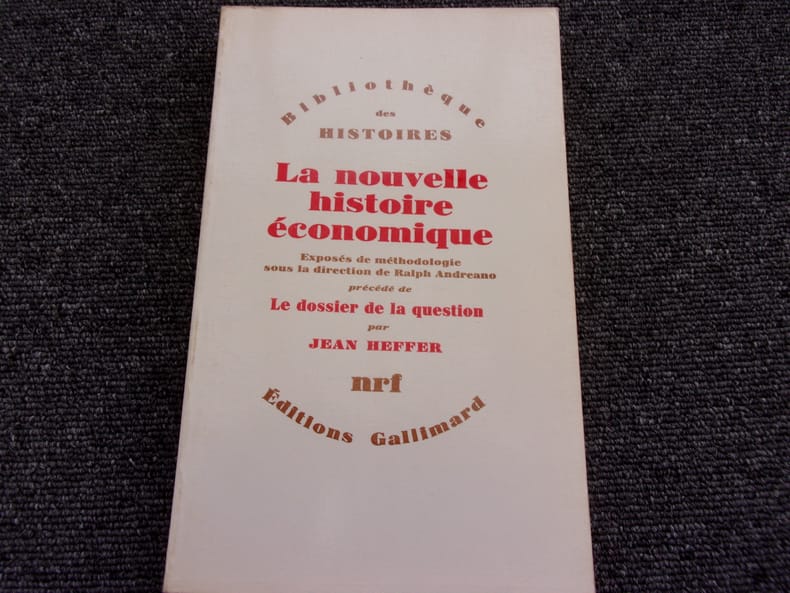 Bibliothèque
des
HISTOIRES
La nouvelle
histoire
économique
Exposés de méthodologie
sous la direction de Ralph Andreano
précédé de
Le dossier de la question
par
JEAN HEFFER
nrf
Éditions Gallimard